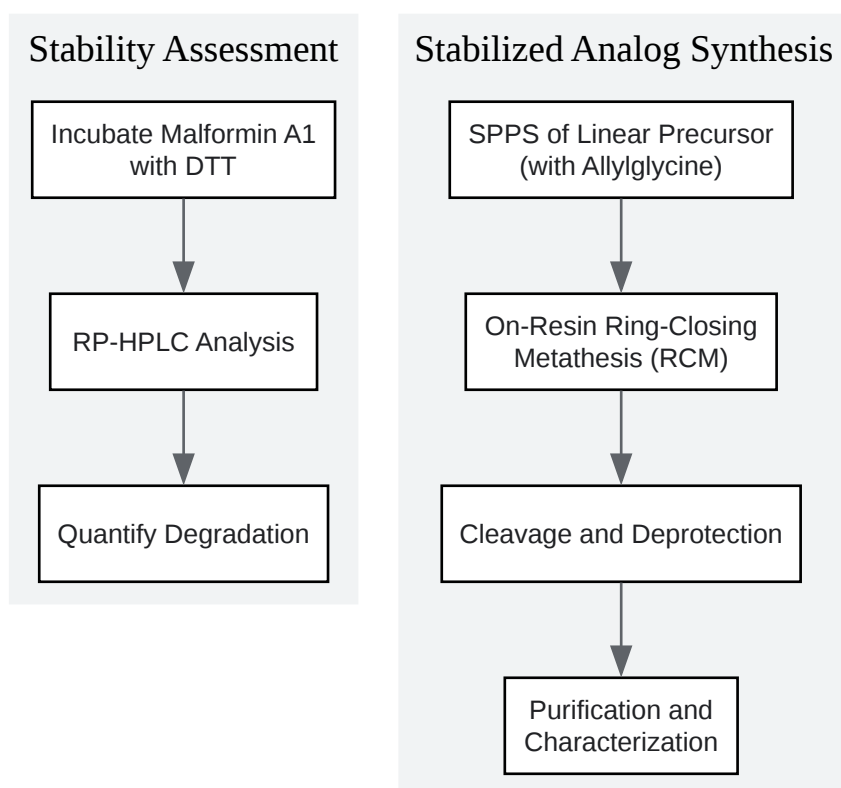 Stability Assessment
Incubate Malformin A1
with DTT
RP-HPLC Analysis
Quantify Degradation
Stabilized Analog Synthesis
SPPS of Linear Precursor
(with Allylglycine)
On-Resin Ring-Closing
Metathesis (RCM)
Cleavage and Deprotection
Purification and
Characterization